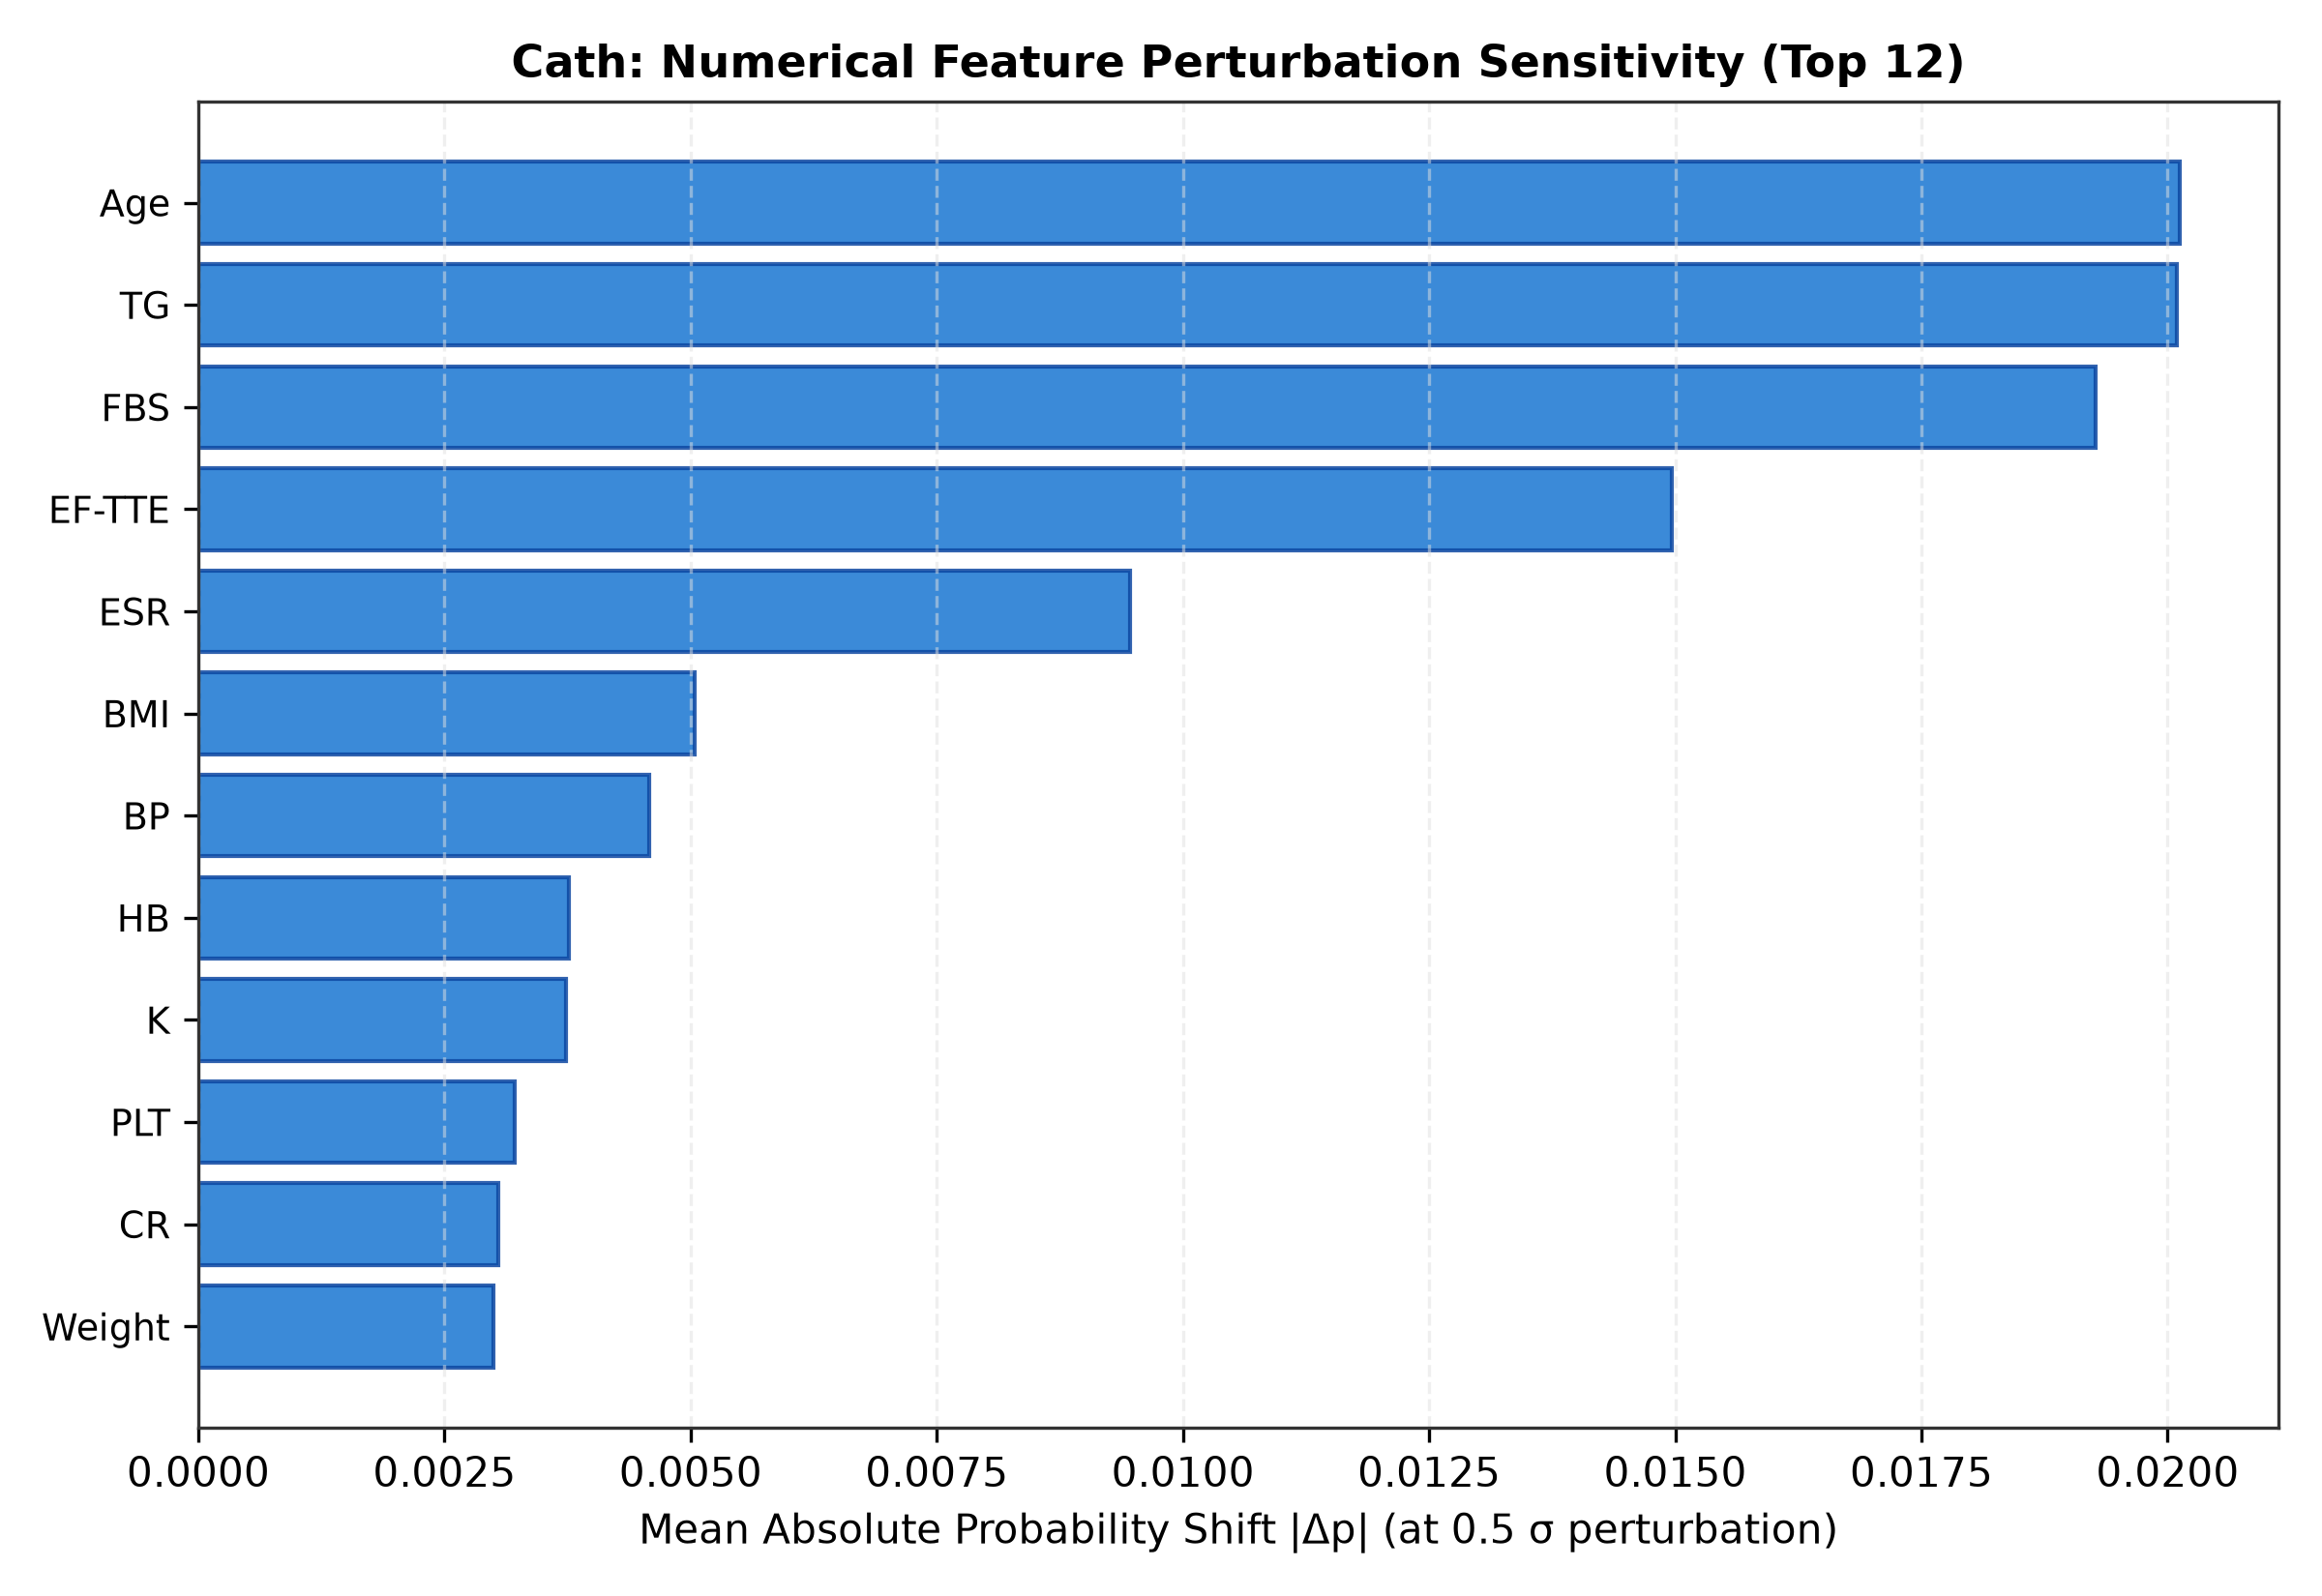 Cath: Numerical Feature Perturbation Sensitivity (Top 12)
Age
TG
FBS
EF-TTE
ESR
BMI
BP
HB
K
PLT
CR
Weight
0.0000 0.0025 0.0050 0.0075 0.0100 0.0125 0.0150 0.0175 0.0200
Mean Absolute Probability Shift |Δp| (at 0.5 σ perturbation)